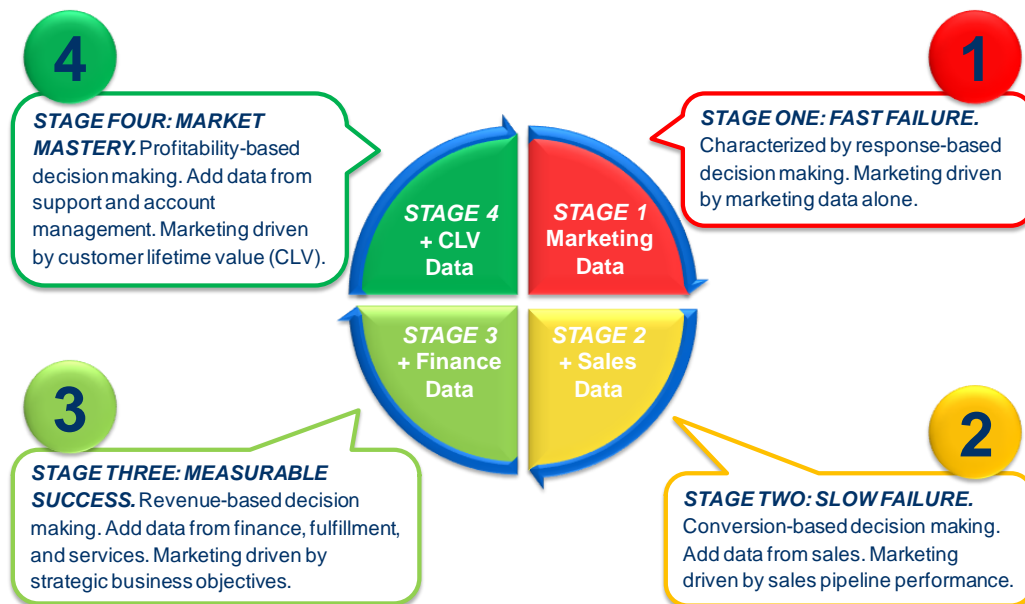 4
STAGE FOUR: MARKET
MASTERY. Profitability-based
decision making. Add data from
support and account
management. Marketing driven
by customer lifetime value (CLV).
1
STAGE ONE: FAST FAILURE.
Characterized by response-based
decision making. Marketing driven
by marketing data alone.
STAGE 4
+ CLV
Data
STAGE 1
Marketing
Data
STAGE 3
+ Finance
Data
STAGE 2
+ Sales
Data
3
STAGE THREE: MEASURABLE
SUCCESS. Revenue-based decision
making. Add data from finance, fulfillment,
and services. Marketing driven by
strategic business objectives.
2
STAGE TWO: SLOW FAILURE.
Conversion-based decision making.
Add data from sales. Marketing
driven by sales pipeline performance.